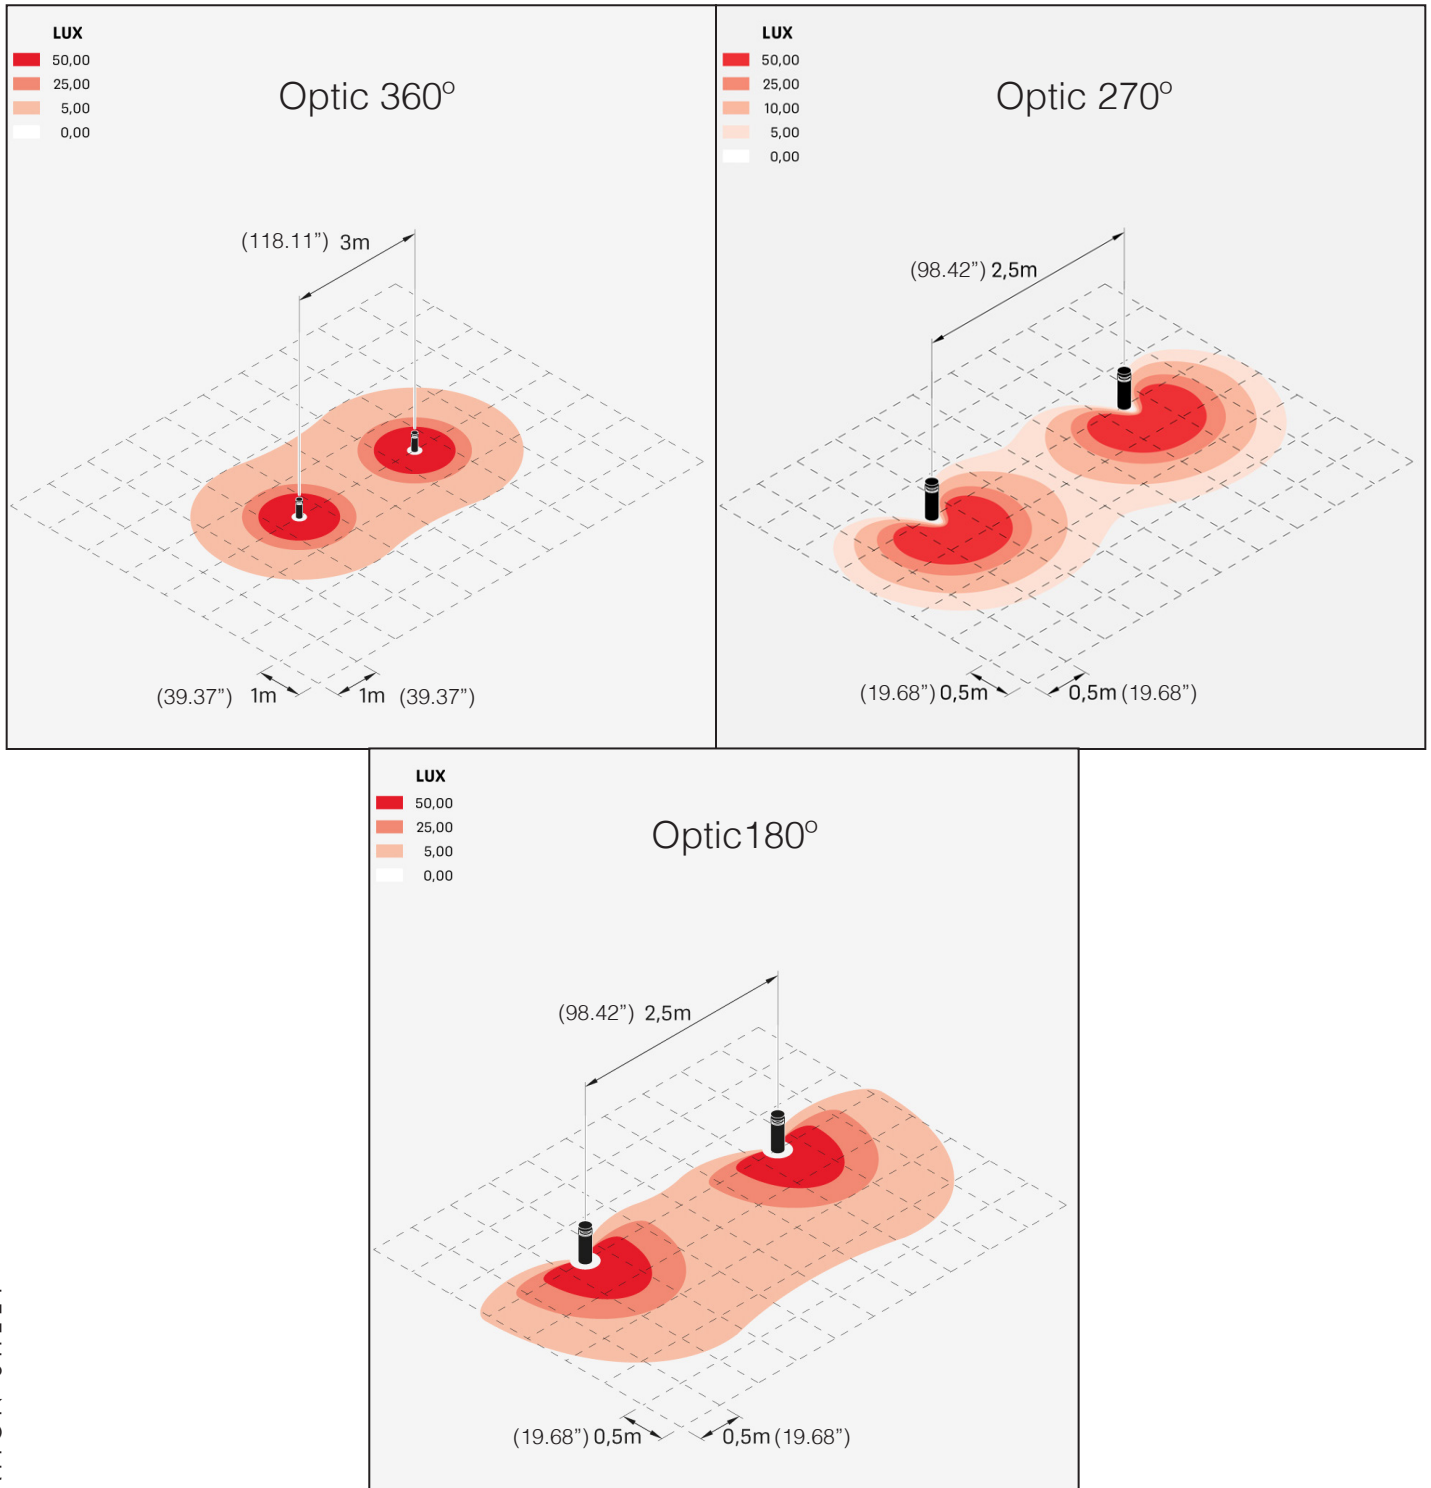 LUX
50,00
25,00
5,00
0,00
Optic 360º
(118.11”) 3m
(39.37”) 1m
1m (39.37”)
LUX
50,00
25,00
10,00
5,00
0,00
Optic 270º
(98.42”) 2,5m
(19.68”) 0,5m
0,5m (19.68”)
LUX
50,00
25,00
5,00
0,00
Optic180º
(98.42”) 2,5m
(19.68”) 0,5m
0,5m (19.68”)